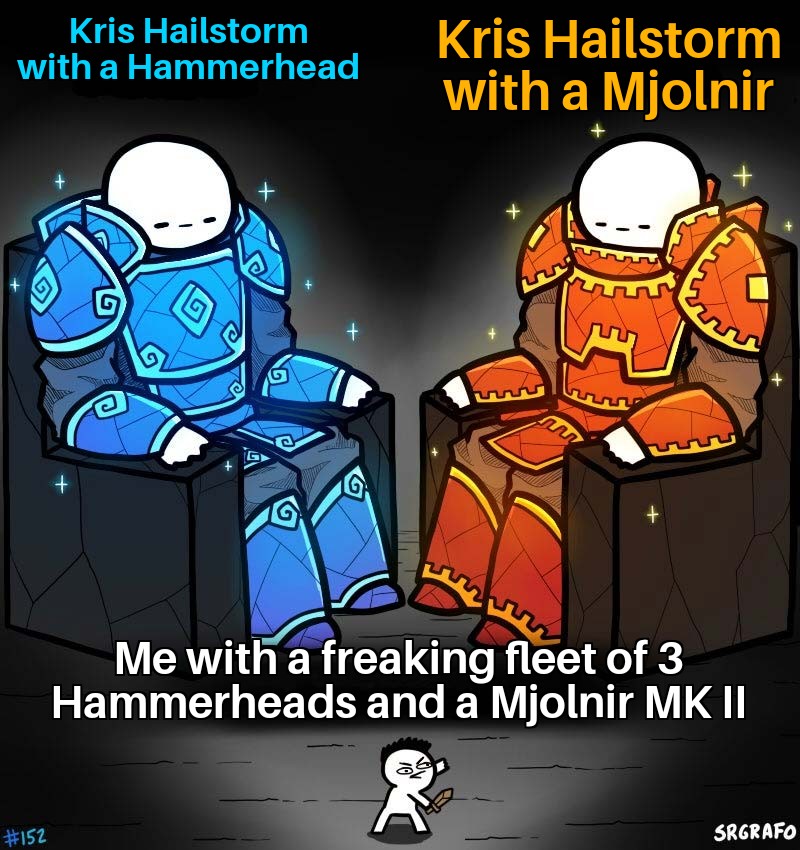 Kris Hailstorm
with a Hammerhead
Kris Hailstorm
with a Mjolnir
Me with a freaking fleet of 3
Hammerheads and a Mjolnir MK II
#152
SRGRAFO